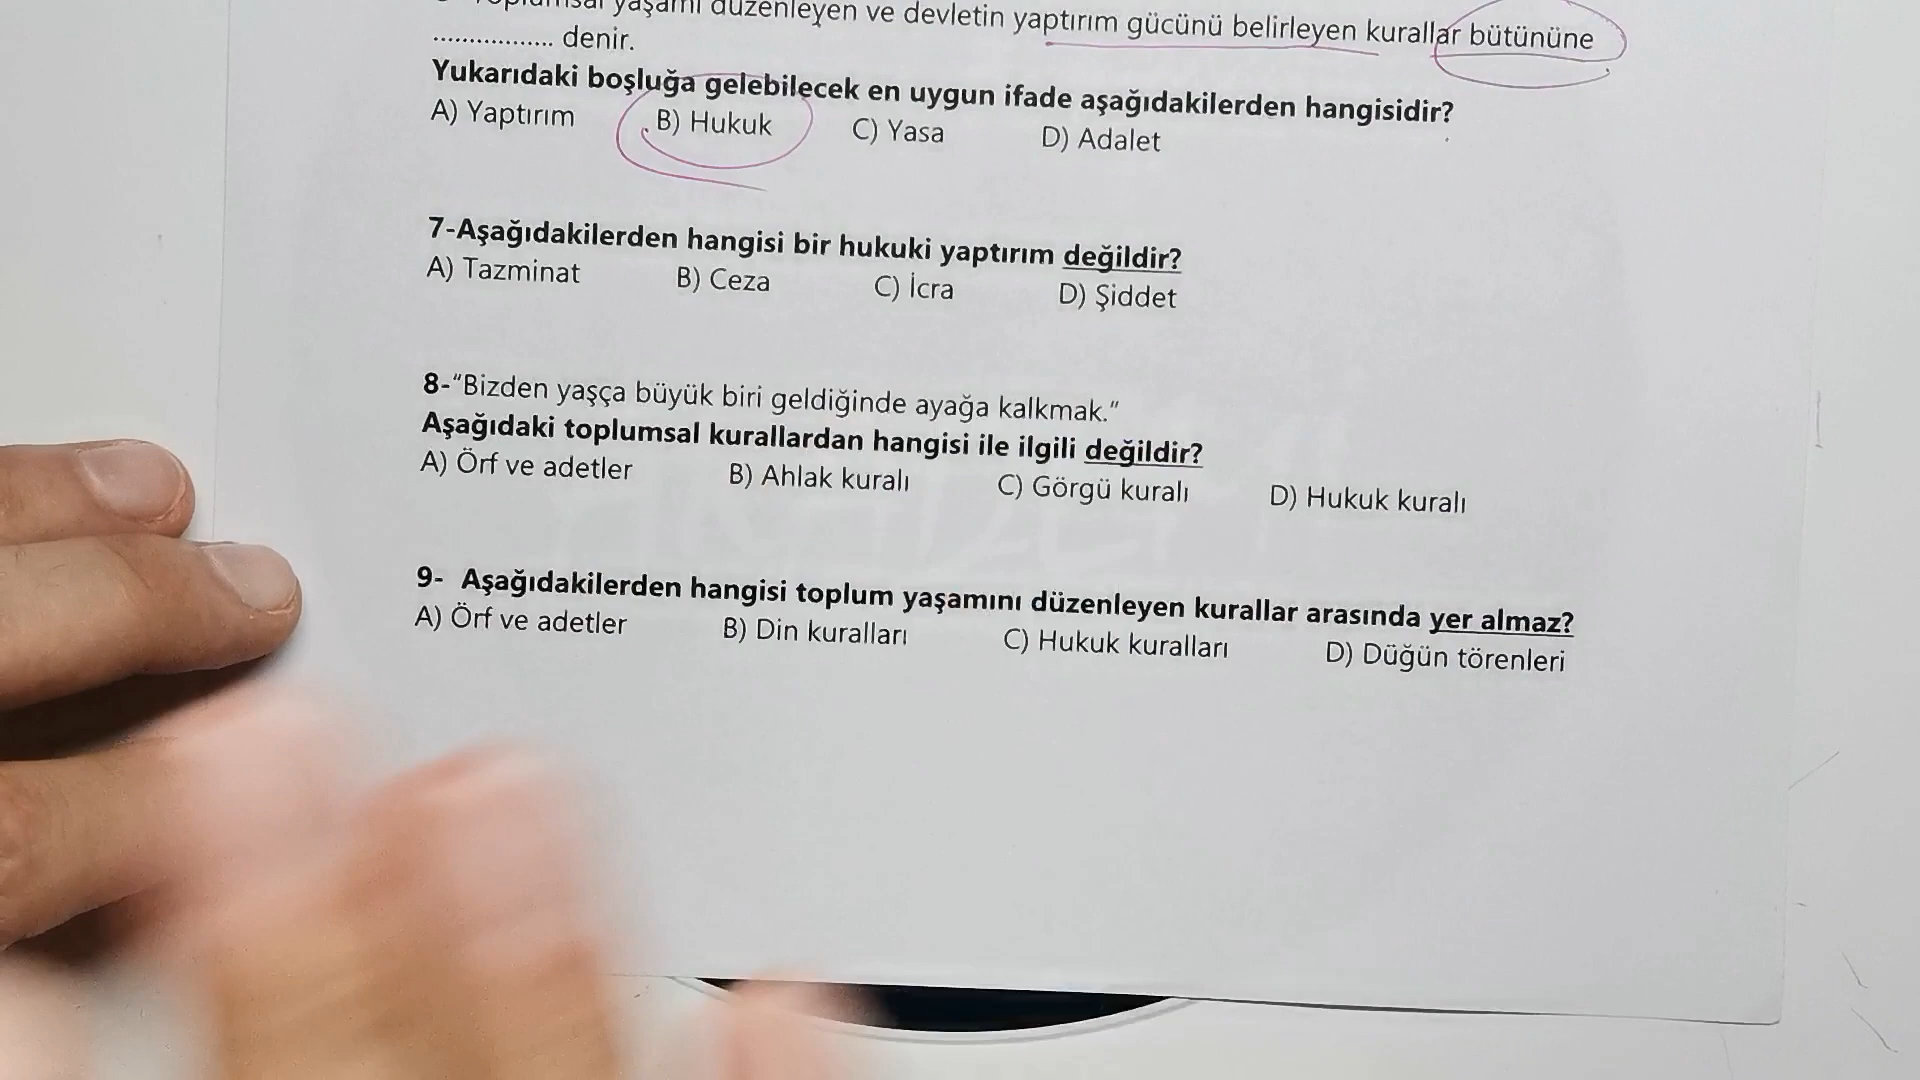 yaşamı düzenleyen ve devletin yaptırım gücünü belirleyen kurallar bütününe
................. denir.
Yukarıdaki boşluğa gelebilecek en uygun ifade aşağıdakilerden hangisidir?
A) Yaptırım B) Hukuk C) Yasa D) Adalet
7-Aşağıdakilerden hangisi bir hukuki yaptırım değildir?
A) Tazminat B) Ceza C) İcra D) Şiddet
8-"Bizden yaşça büyük biri geldiğinde ayağa kalkmak."
Aşağıdaki toplumsal kurallardan hangisi ile ilgili değildir?
A) Örf ve adetler B) Ahlak kuralı C) Görgü kuralı D) Hukuk kuralı
9- Aşağıdakilerden hangisi toplum yaşamını düzenleyen kurallar arasında yer almaz?
A) Örf ve adetler B) Din kuralları C) Hukuk kuralları D) Düğün törenleri